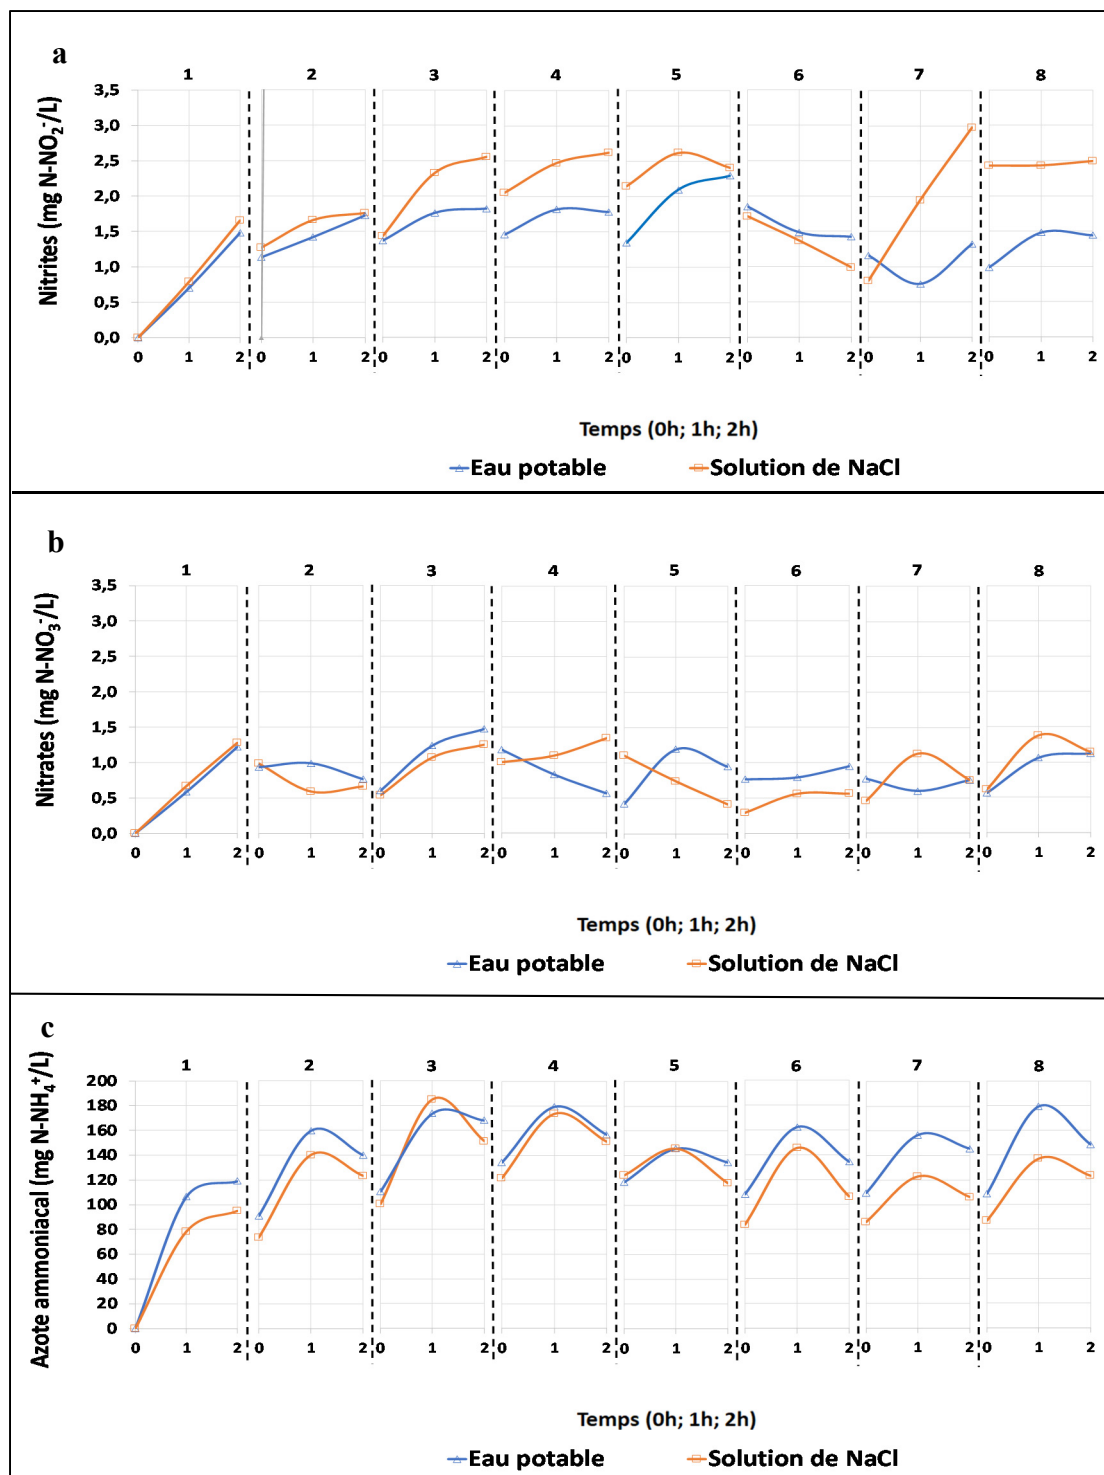 a
1 2 3 4 5 6 7 8
Nitrites (mg N-NO₂⁻/L)
3,5
3,0
2,5
2,0
1,5
1,0
0,5
0,0
0 1 2 0 1 2 0 1 2 0 1 2 0 1 2 0 1 2 0 1 2 0 1 2
Temps (0h; 1h; 2h)
Eau potable Solution de NaCl
b
1 2 3 4 5 6 7 8
Nitrates (mg N-NO₃⁻/L)
3,5
3,0
2,5
2,0
1,5
1,0
0,5
0,0
0 1 2 0 1 2 0 1 2 0 1 2 0 1 2 0 1 2 0 1 2 0 1 2
Temps (0h; 1h; 2h)
Eau potable Solution de NaCl
c
1 2 3 4 5 6 7 8
Azote ammoniacal (mg N-NH₄⁺/L)
200
180
160
140
120
100
80
60
40
20
0
0 1 2 0 1 2 0 1 2 0 1 2 0 1 2 0 1 2 0 1 2 0 1 2
Temps (0h; 1h; 2h)
Eau potable Solution de NaCl